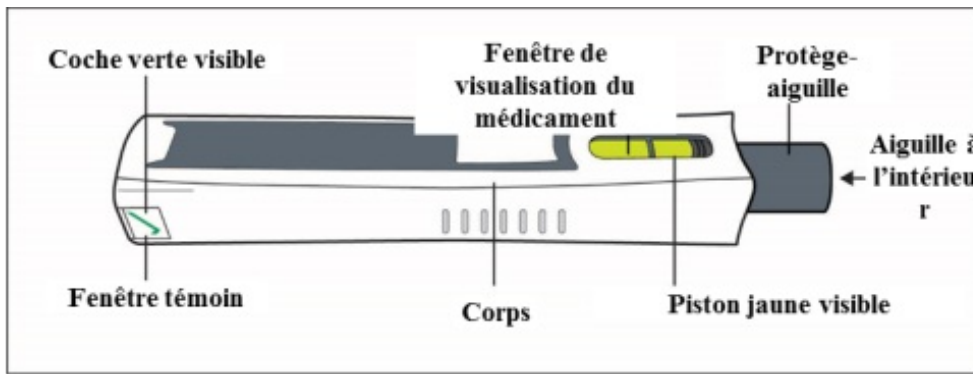 Coche verte visible
Fenêtre de
visualisation du
médicament
Protège-
aiguille
Aiguille à
l'intérieu
r
Fenêtre témoin
Corps
Piston jaune visible